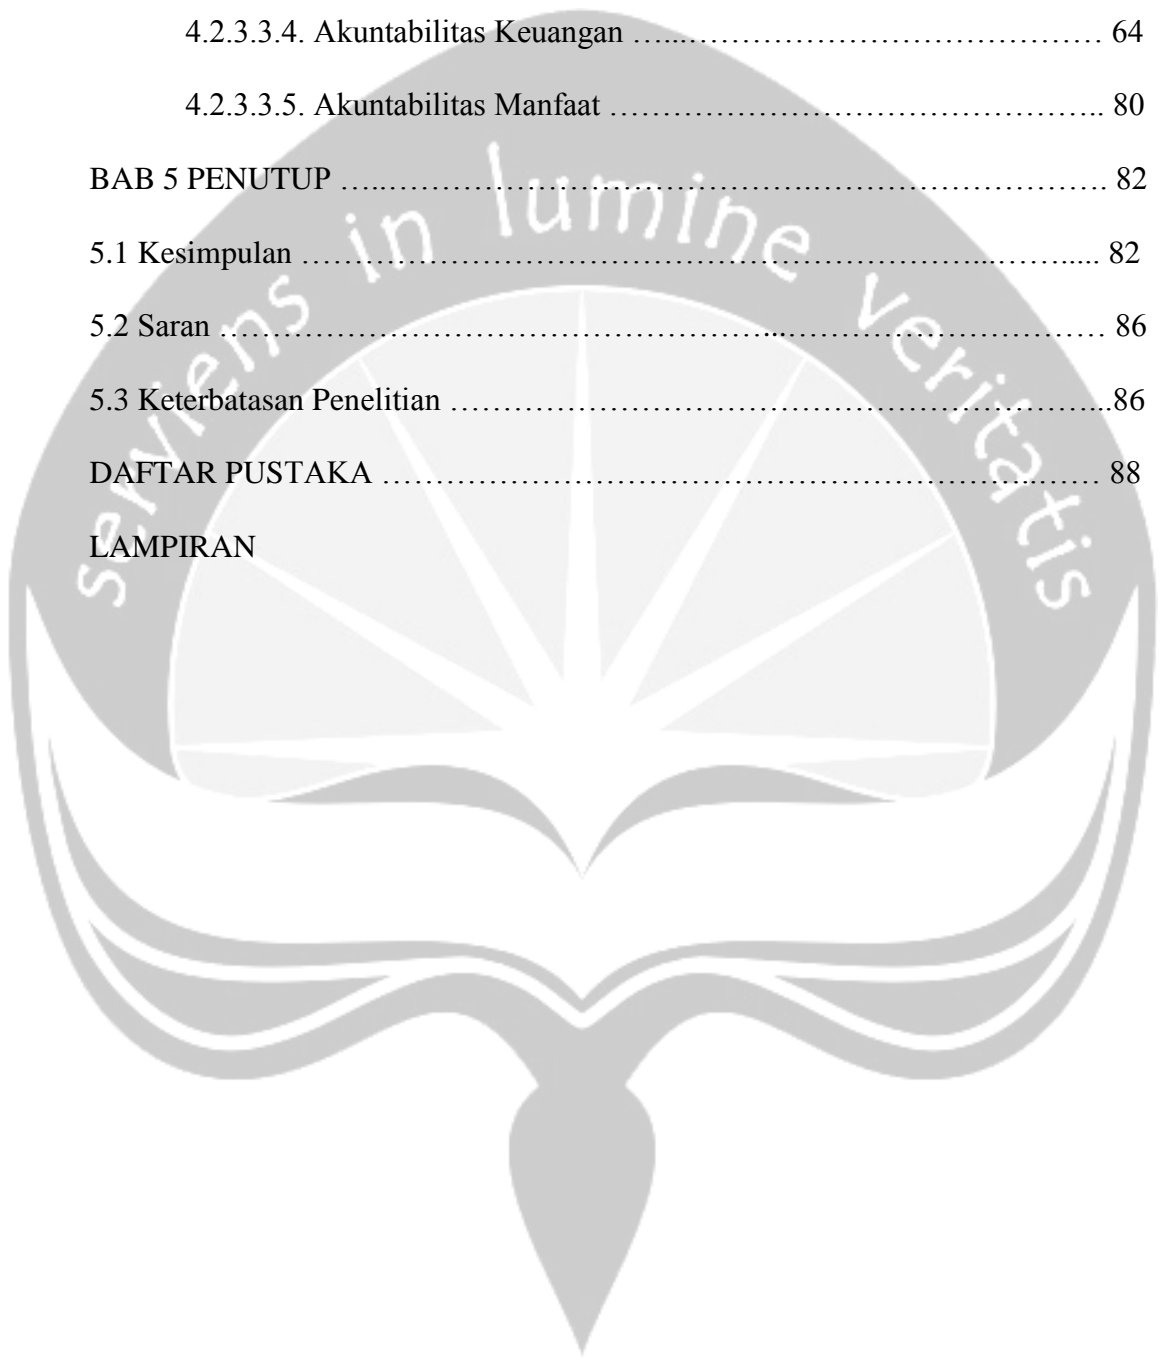 4.2.3.3.4. Akuntabilitas Keuangan …...………………………………… 64
4.2.3.3.5. Akuntabilitas Manfaat ……………………………………………….. 80
BAB 5 PENUTUP …..………………………………………………………………. 82
5.1 Kesimpulan ………………………………………………………..………..... 82
5.2 Saran ………………………………………………...………………………… 86
5.3 Keterbatasan Penelitian ………………………………………………………...86
DAFTAR PUSTAKA ………………………………………………………..…… 88
LAMPIRAN
serviens in lumine veritatis